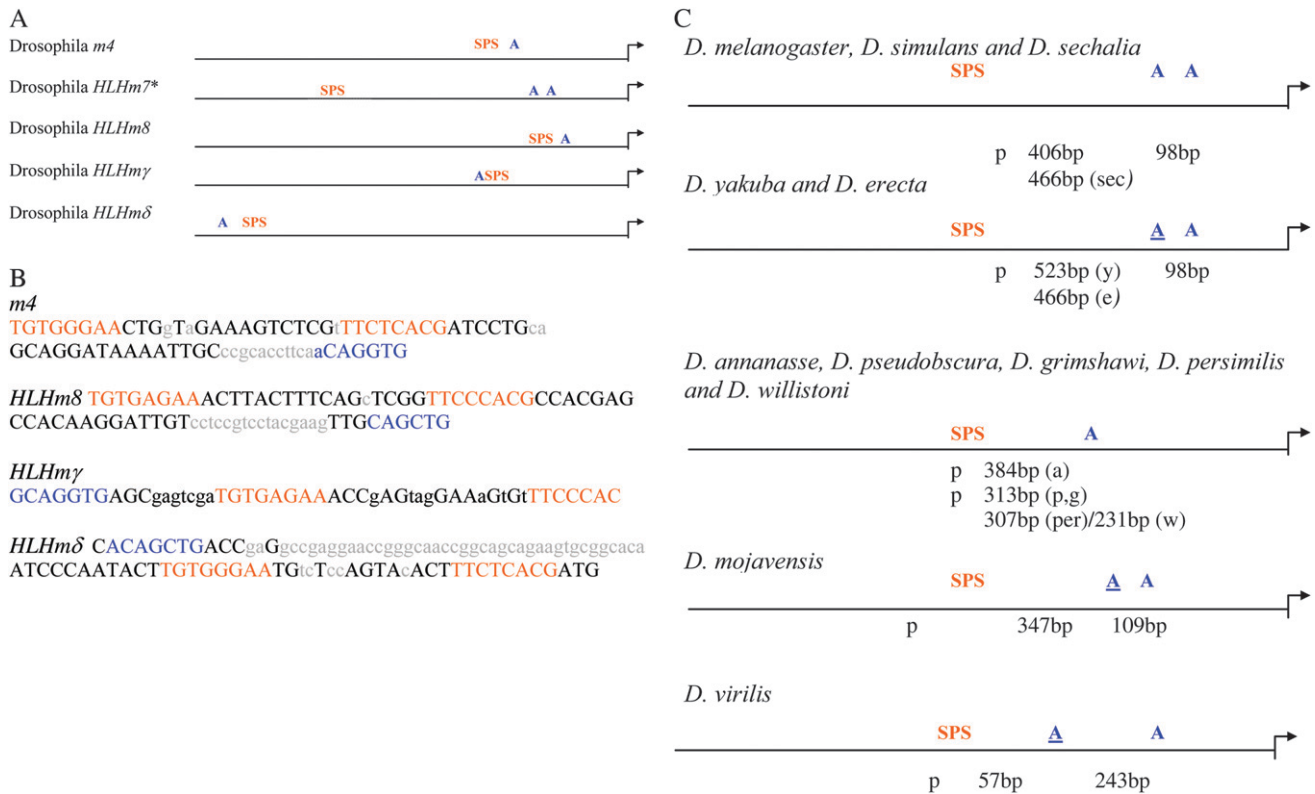 A
Drosophila m4
SPS A
Drosophila HLHm7*
SPS A A
Drosophila HLHm8
SPS A
Drosophila HLHmγ
ASPS
Drosophila HLHmδ
A SPS
B
m4
TGTGGGAACTGgTaGAAAGTCTCGtTTCTCACGATCCTGca
GCAGGATAAAATTGCccgcaccttcaaCAGGTG
HLHm8 TGTGAGAAACTTACTTTCAGcTCGGTTCCCACGCCACGAG
CCACAAGGATTGTcctccgtcctacgaagTTGCAGCTG
HLHmγ
GCAGGTGAGCgagtcgaTGTGAGAAACCgAGtagGAAaGtGtTTCCCAC
HLHmδ CACAGCTGACCgaGgccgaggaaccgggcaaccggcagcagaagtgcggcaca
ATCCCAATACTTGTGGGAATGtcTccAGTAcACTTTCTCACGATG
C
D. melanogaster, D. simulans and D. sechalia
SPS A A
p 406bp 98bp
466bp (sec)
D. yakuba and D. erecta
SPS A A
p 523bp (y) 98bp
466bp (e)
D. annanasse, D. pseudobscura, D. grimshawi, D. persimilis
and D. willistoni
SPS A
p 384bp (a)
p 313bp (p,g)
307bp (per)/231bp (w)
D. mojavensis
SPS A A
p 347bp 109bp
D. virilis
SPS A A
p 57bp 243bp